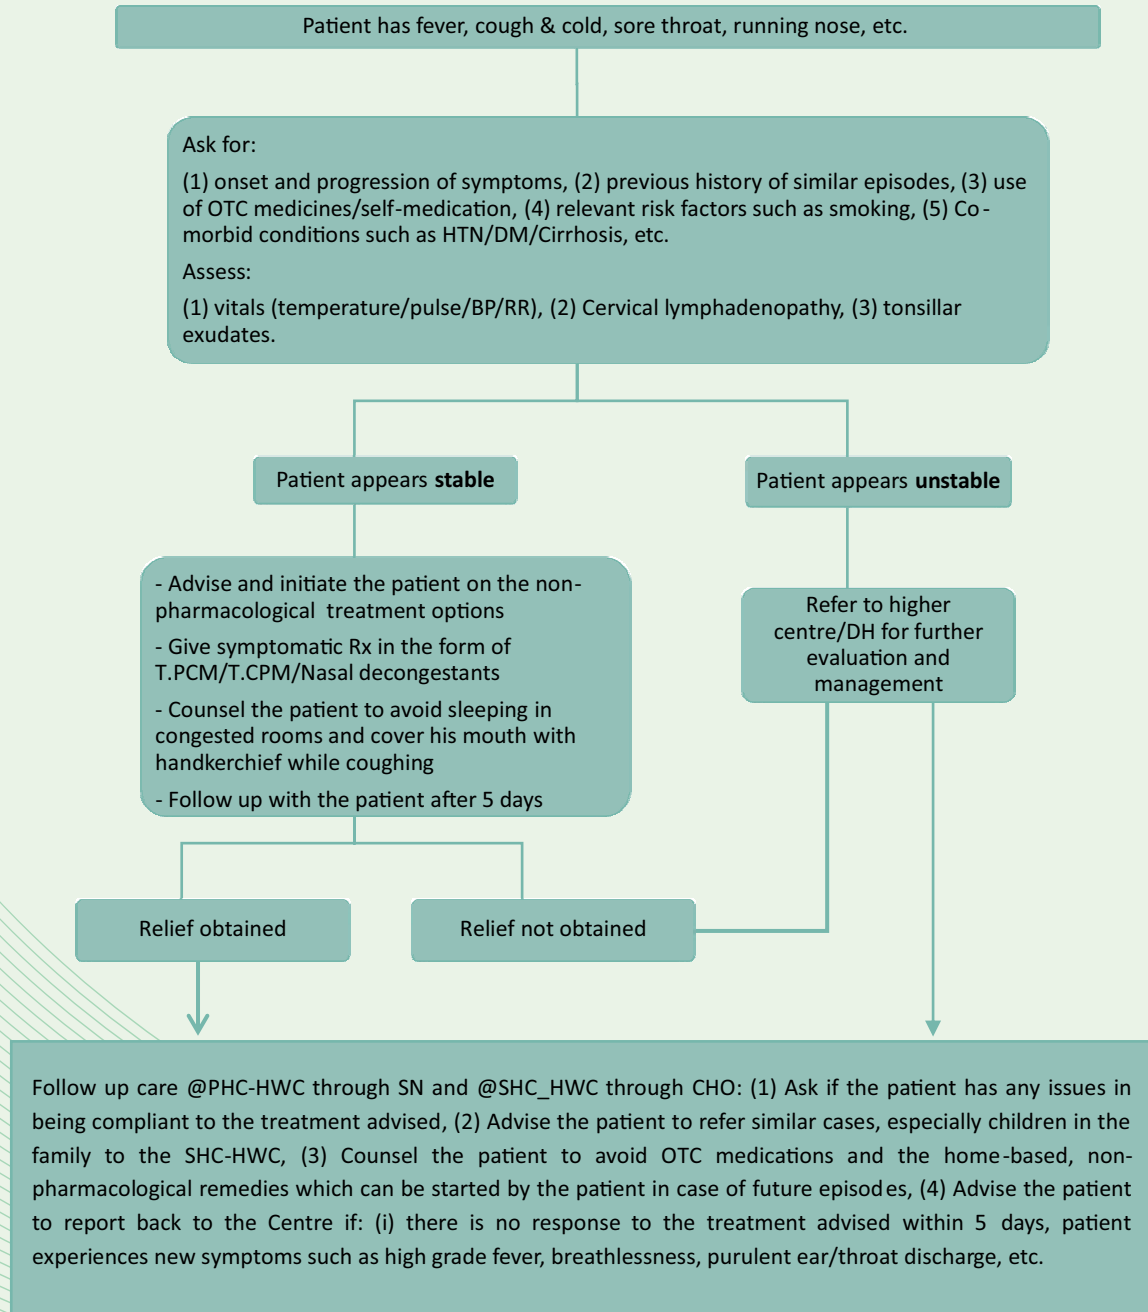 Patient has fever, cough & cold, sore throat, running nose, etc.
Ask for:
(1) onset and progression of symptoms, (2) previous history of similar episodes, (3) use
of OTC medicines/self-medication, (4) relevant risk factors such as smoking, (5) Co-
morbid conditions such as HTN/DM/Cirrhosis, etc.
Assess:
(1) vitals (temperature/pulse/BP/RR), (2) Cervical lymphadenopathy, (3) tonsillar
exudates.
Patient appears stable
Patient appears unstable
- Advise and initiate the patient on the non-
pharmacological treatment options
- Give symptomatic Rx in the form of
T.PCM/T.CPM/Nasal decongestants
- Counsel the patient to avoid sleeping in
congested rooms and cover his mouth with
handkerchief while coughing
- Follow up with the patient after 5 days
Refer to higher
centre/DH for further
evaluation and
management
Relief obtained
Relief not obtained
Follow up care @PHC-HWC through SN and @SHC_HWC through CHO: (1) Ask if the patient has any issues in
being compliant to the treatment advised, (2) Advise the patient to refer similar cases, especially children in the
family to the SHC-HWC, (3) Counsel the patient to avoid OTC medications and the home-based, non-
pharmacological remedies which can be started by the patient in case of future episodes, (4) Advise the patient
to report back to the Centre if: (i) there is no response to the treatment advised within 5 days, patient
experiences new symptoms such as high grade fever, breathlessness, purulent ear/throat discharge, etc.